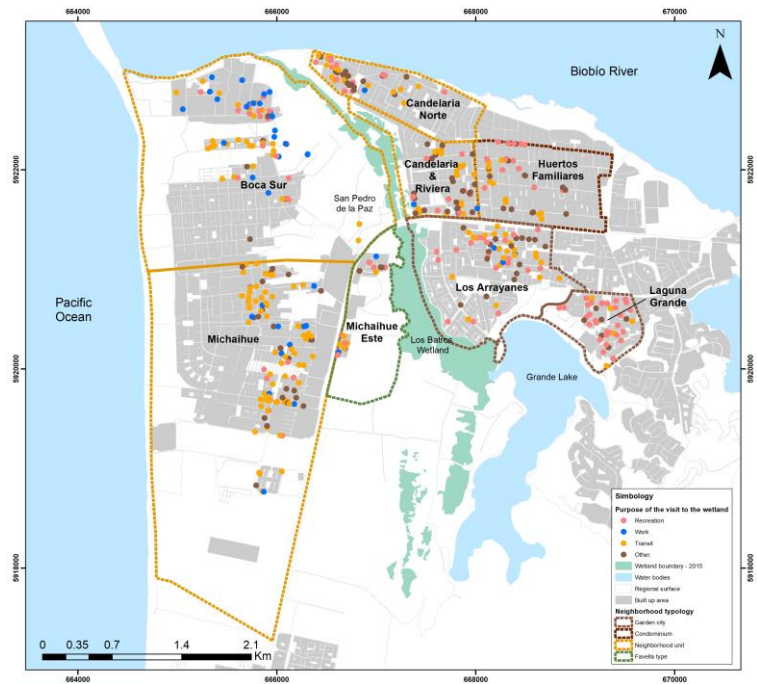 664000
666000
668000
670000
N
Biobío River
Candelaria
Norte
5922000
5922000
Candelaria
&
Riviera
Huertos
Familiares
Boca Sur
San Pedro
de la Paz
Pacific
Ocean
Los Arrayanes
Laguna
Grande
Michaihue
Michaihue
Este
Los Batros
Wetland
5920000
5920000
Grande Lake
Simbology
Purpose of the visit to the wetland
Recreation
Work
Transit
Other
Wetland boundary - 2015
Water bodies
Regional surface
Built up area
Neighborhood typology
Garden city
Condominium
Neighborhood unit
Favella type
5918000
5918000
0 0.35 0.7 1.4 2.1
Km
664000
666000
668000
670000